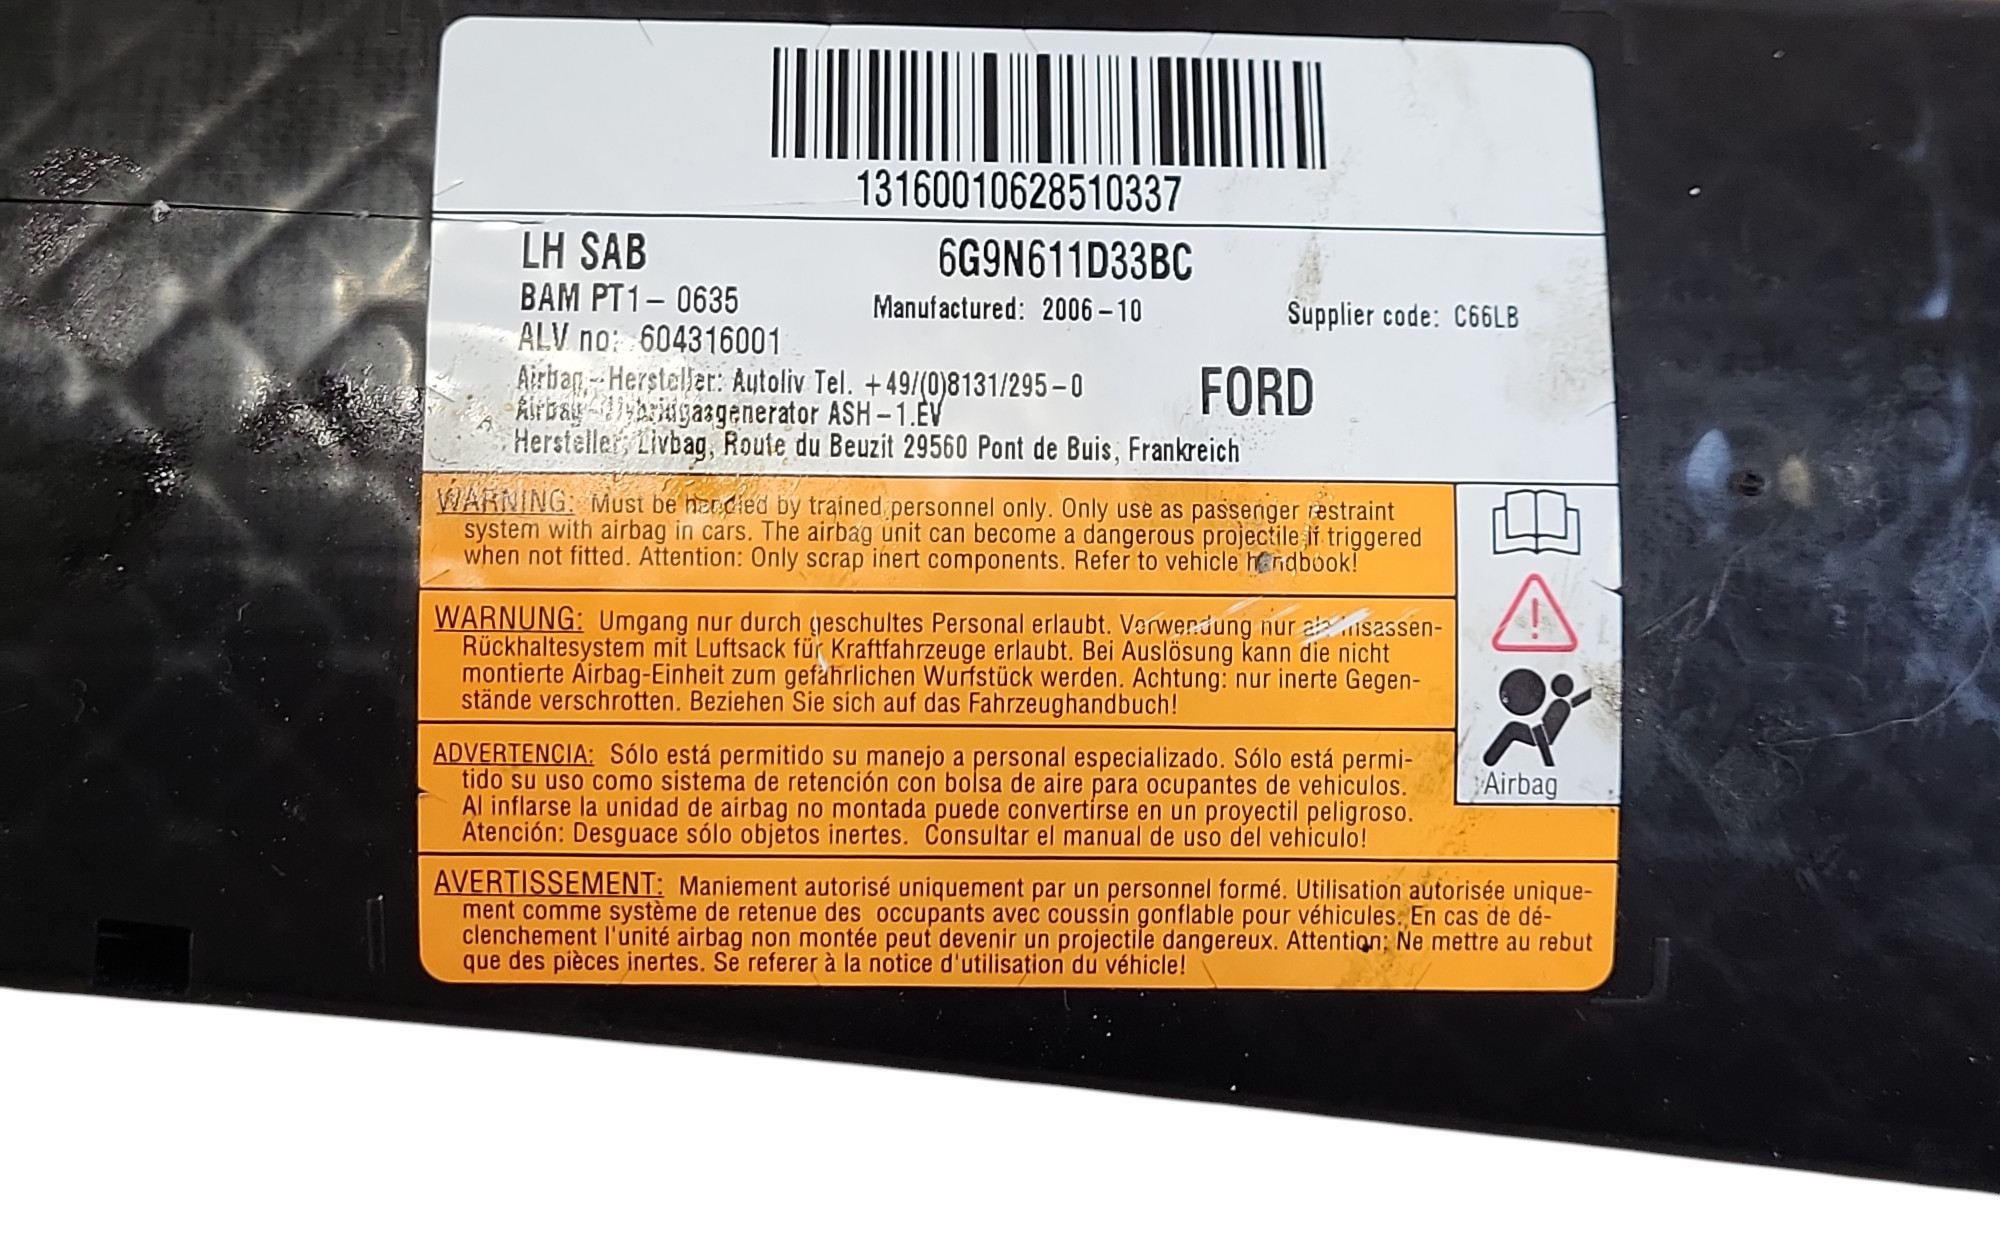 13160010628510337
LH SAB 6G9N611D33BC
BAM PT1- 0635 Manufactured: 2006-10 Supplier code: C66LB
ALV no: 604316001
Airbag-Hersteller: Autoliv Tel. +49/(0)8131/295-0 FORD
Airbag-Hybridgasgenerator ASH-1.EV
Hersteller: Livbag, Route du Beuzit 29560 Pont de Buis, Frankreich
WARNING: Must be handled by trained personnel only. Only use as passenger restraint
system with airbag in cars. The airbag unit can become a dangerous projectile if triggered
when not fitted. Attention: Only scrap inert components. Refer to vehicle handbook!
WARNUNG: Umgang nur durch geschultes Personal erlaubt. Verwendung nur als Insassen-
Rückhaltesystem mit Luftsack für Kraftfahrzeuge erlaubt. Bei Auslösung kann die nicht
montierte Airbag-Einheit zum gefährlichen Wurfstück werden. Achtung: nur inerte Gegen-
stände verschrotten. Beziehen Sie sich auf das Fahrzeughandbuch!
ADVERTENCIA: Sólo está permitido su manejo a personal especializado. Sólo está permi-
tido su uso como sistema de retención con bolsa de aire para ocupantes de vehiculos.
Al inflarse la unidad de airbag no montada puede convertirse en un proyectil peligroso.
Atención: Desguace sólo objetos inertes. Consultar el manual de uso del vehiculo!
Airbag
AVERTISSEMENT: Maniement autorisé uniquement par un personnel formé. Utilisation autorisée unique-
ment comme système de retenue des occupants avec coussin gonflable pour véhicules. En cas de dé-
clenchement l'unité airbag non montée peut devenir un projectile dangereux. Attention: Ne mettre au rebut
que des pièces inertes. Se referer à la notice d'utilisation du véhicle!